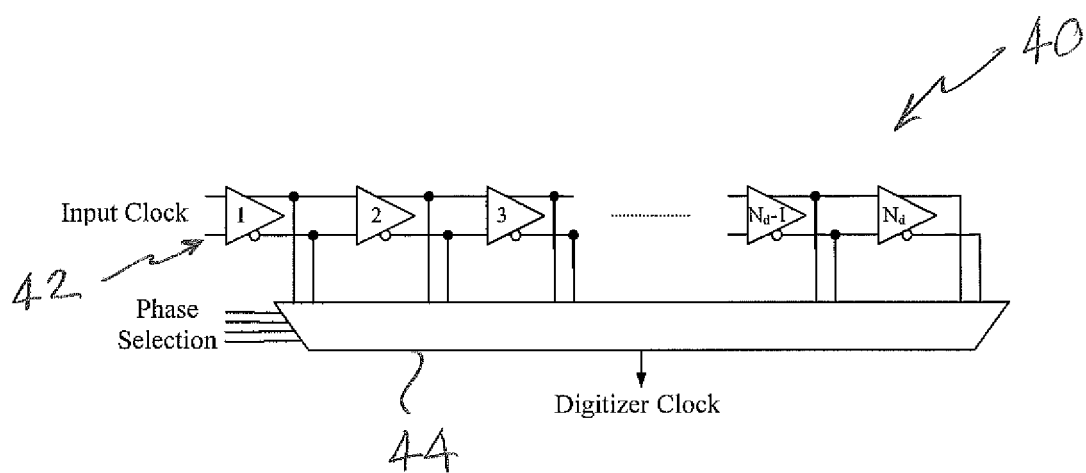 40
Input Clock
1 2 3 ................... N_d-1 N_d
42
Phase
Selection
Digitizer Clock
44